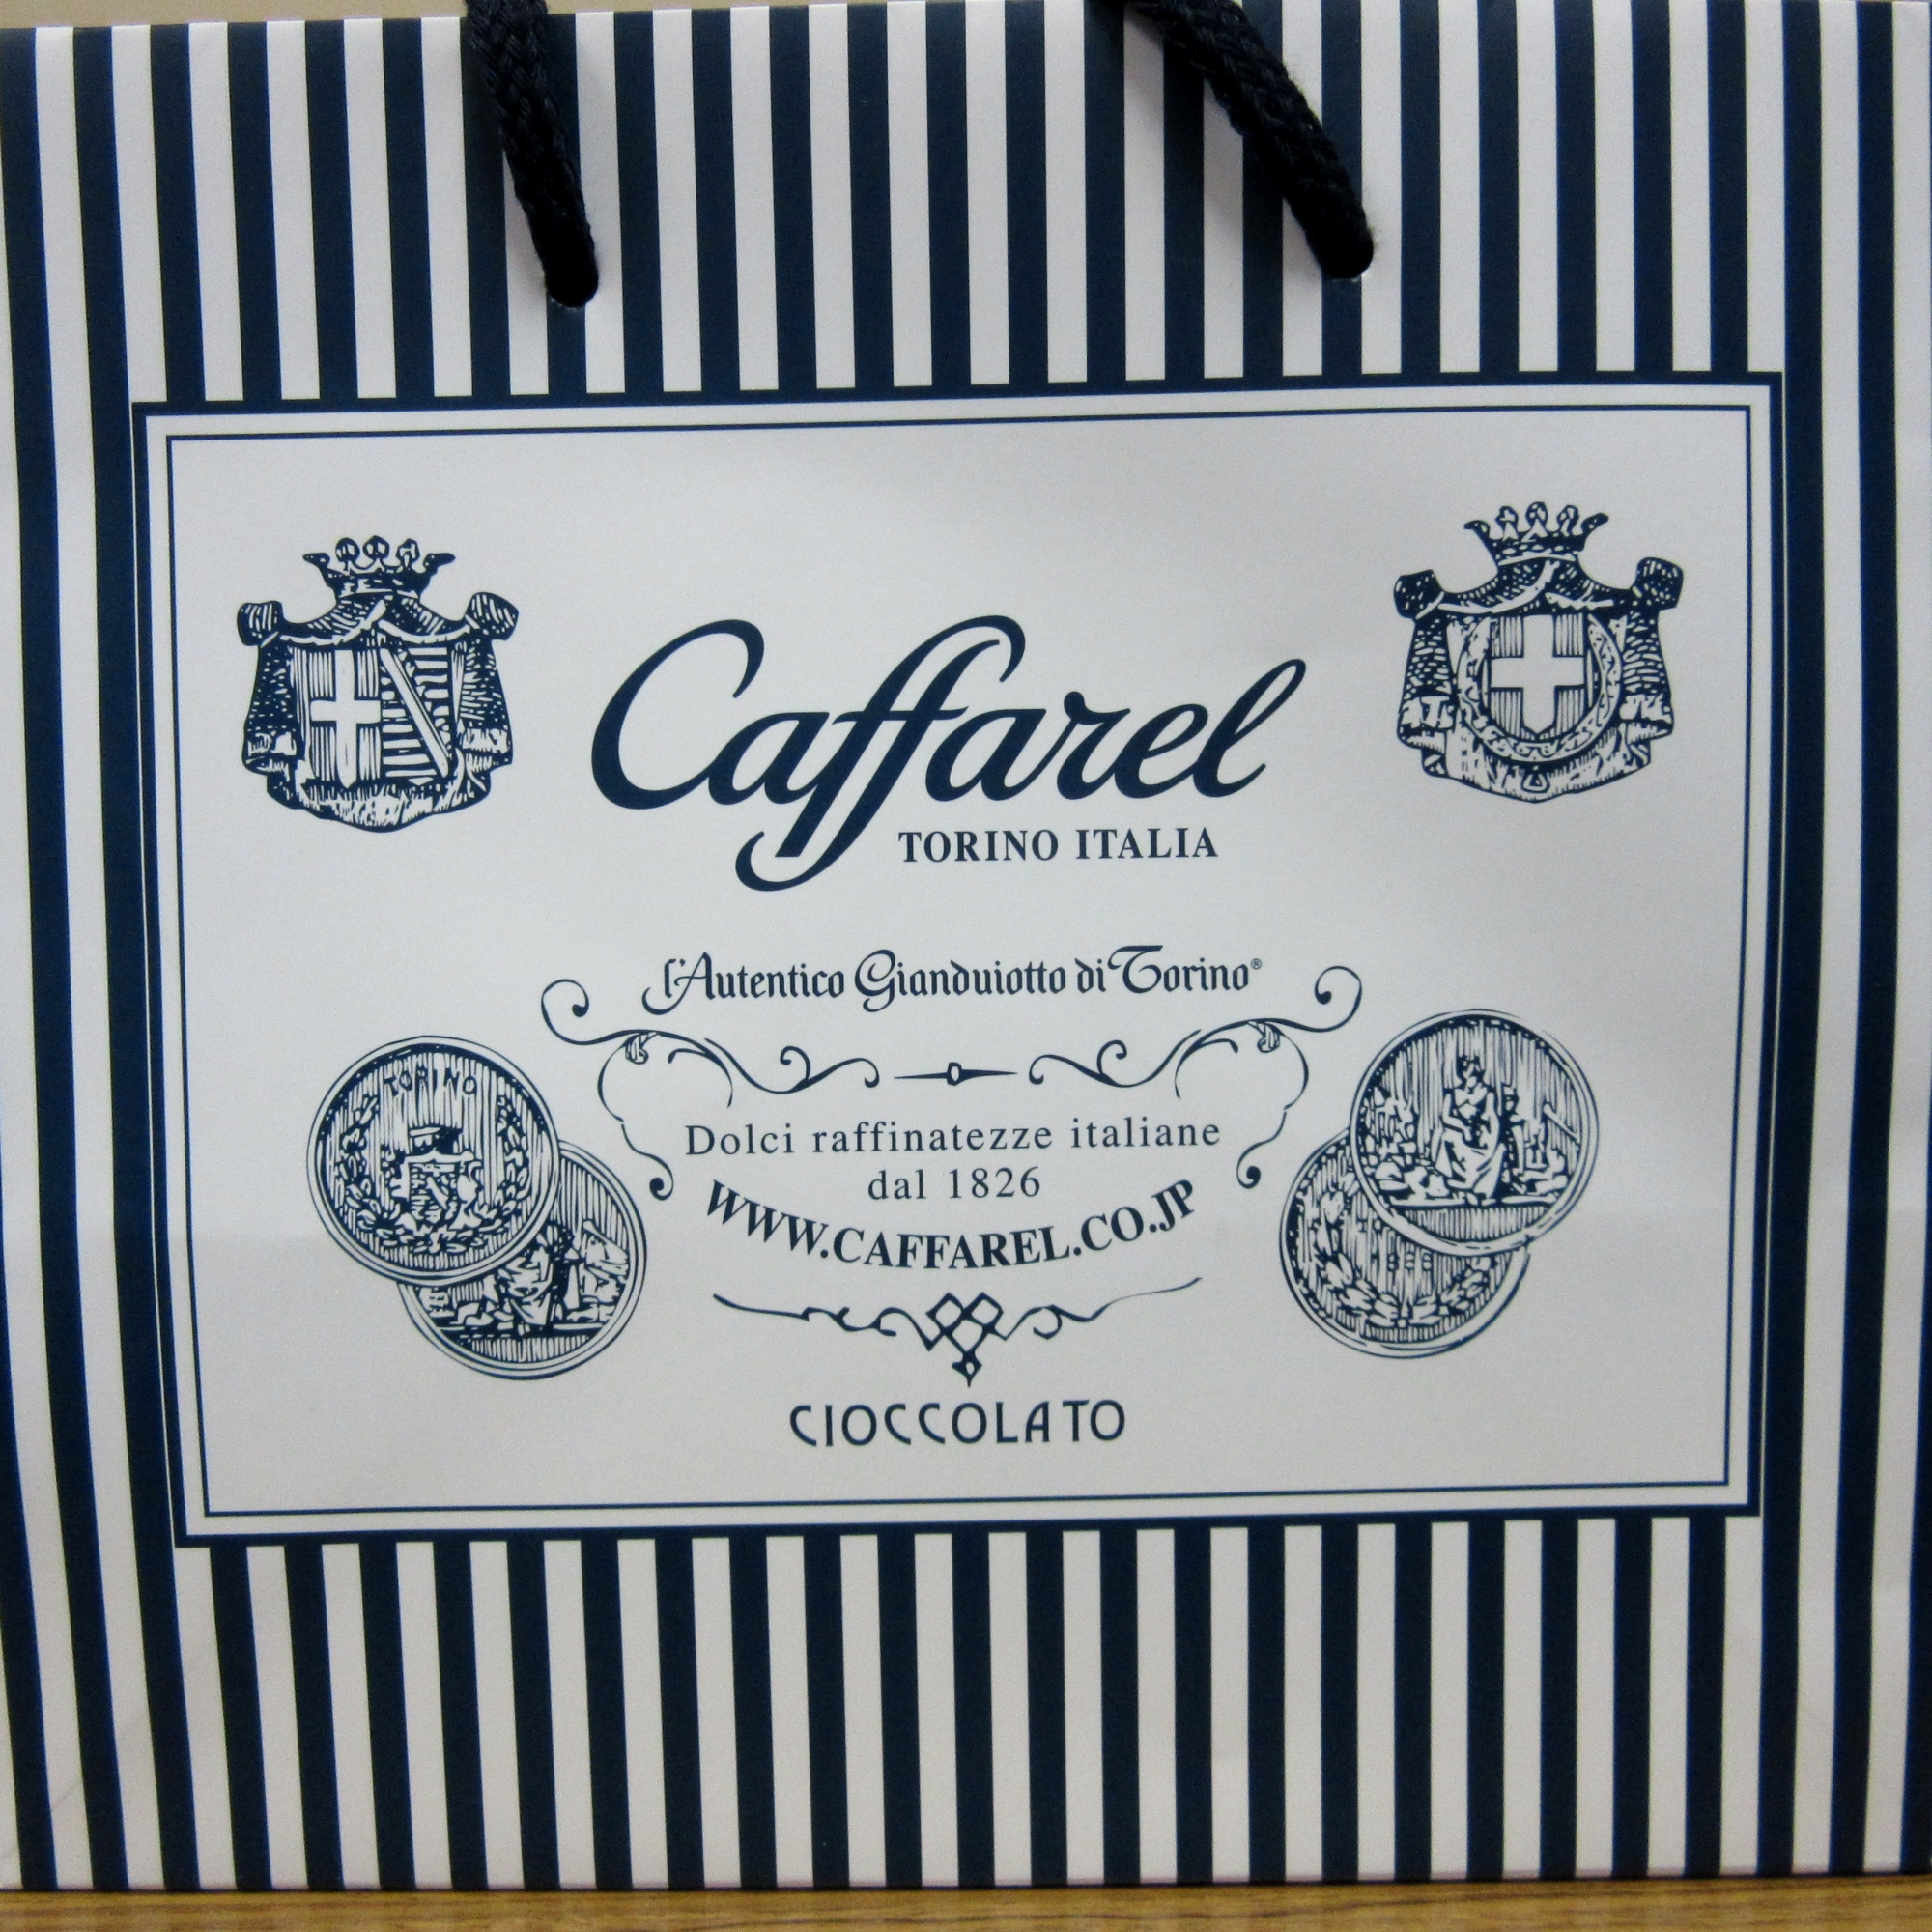 Caffarel
TORINO ITALIA
l'Autentico Gianduiotto di Torino®
Dolci raffinatezze italiane
dal 1826
WWW.CAFFAREL.CO.JP
CIOCCOLATO
TORINO